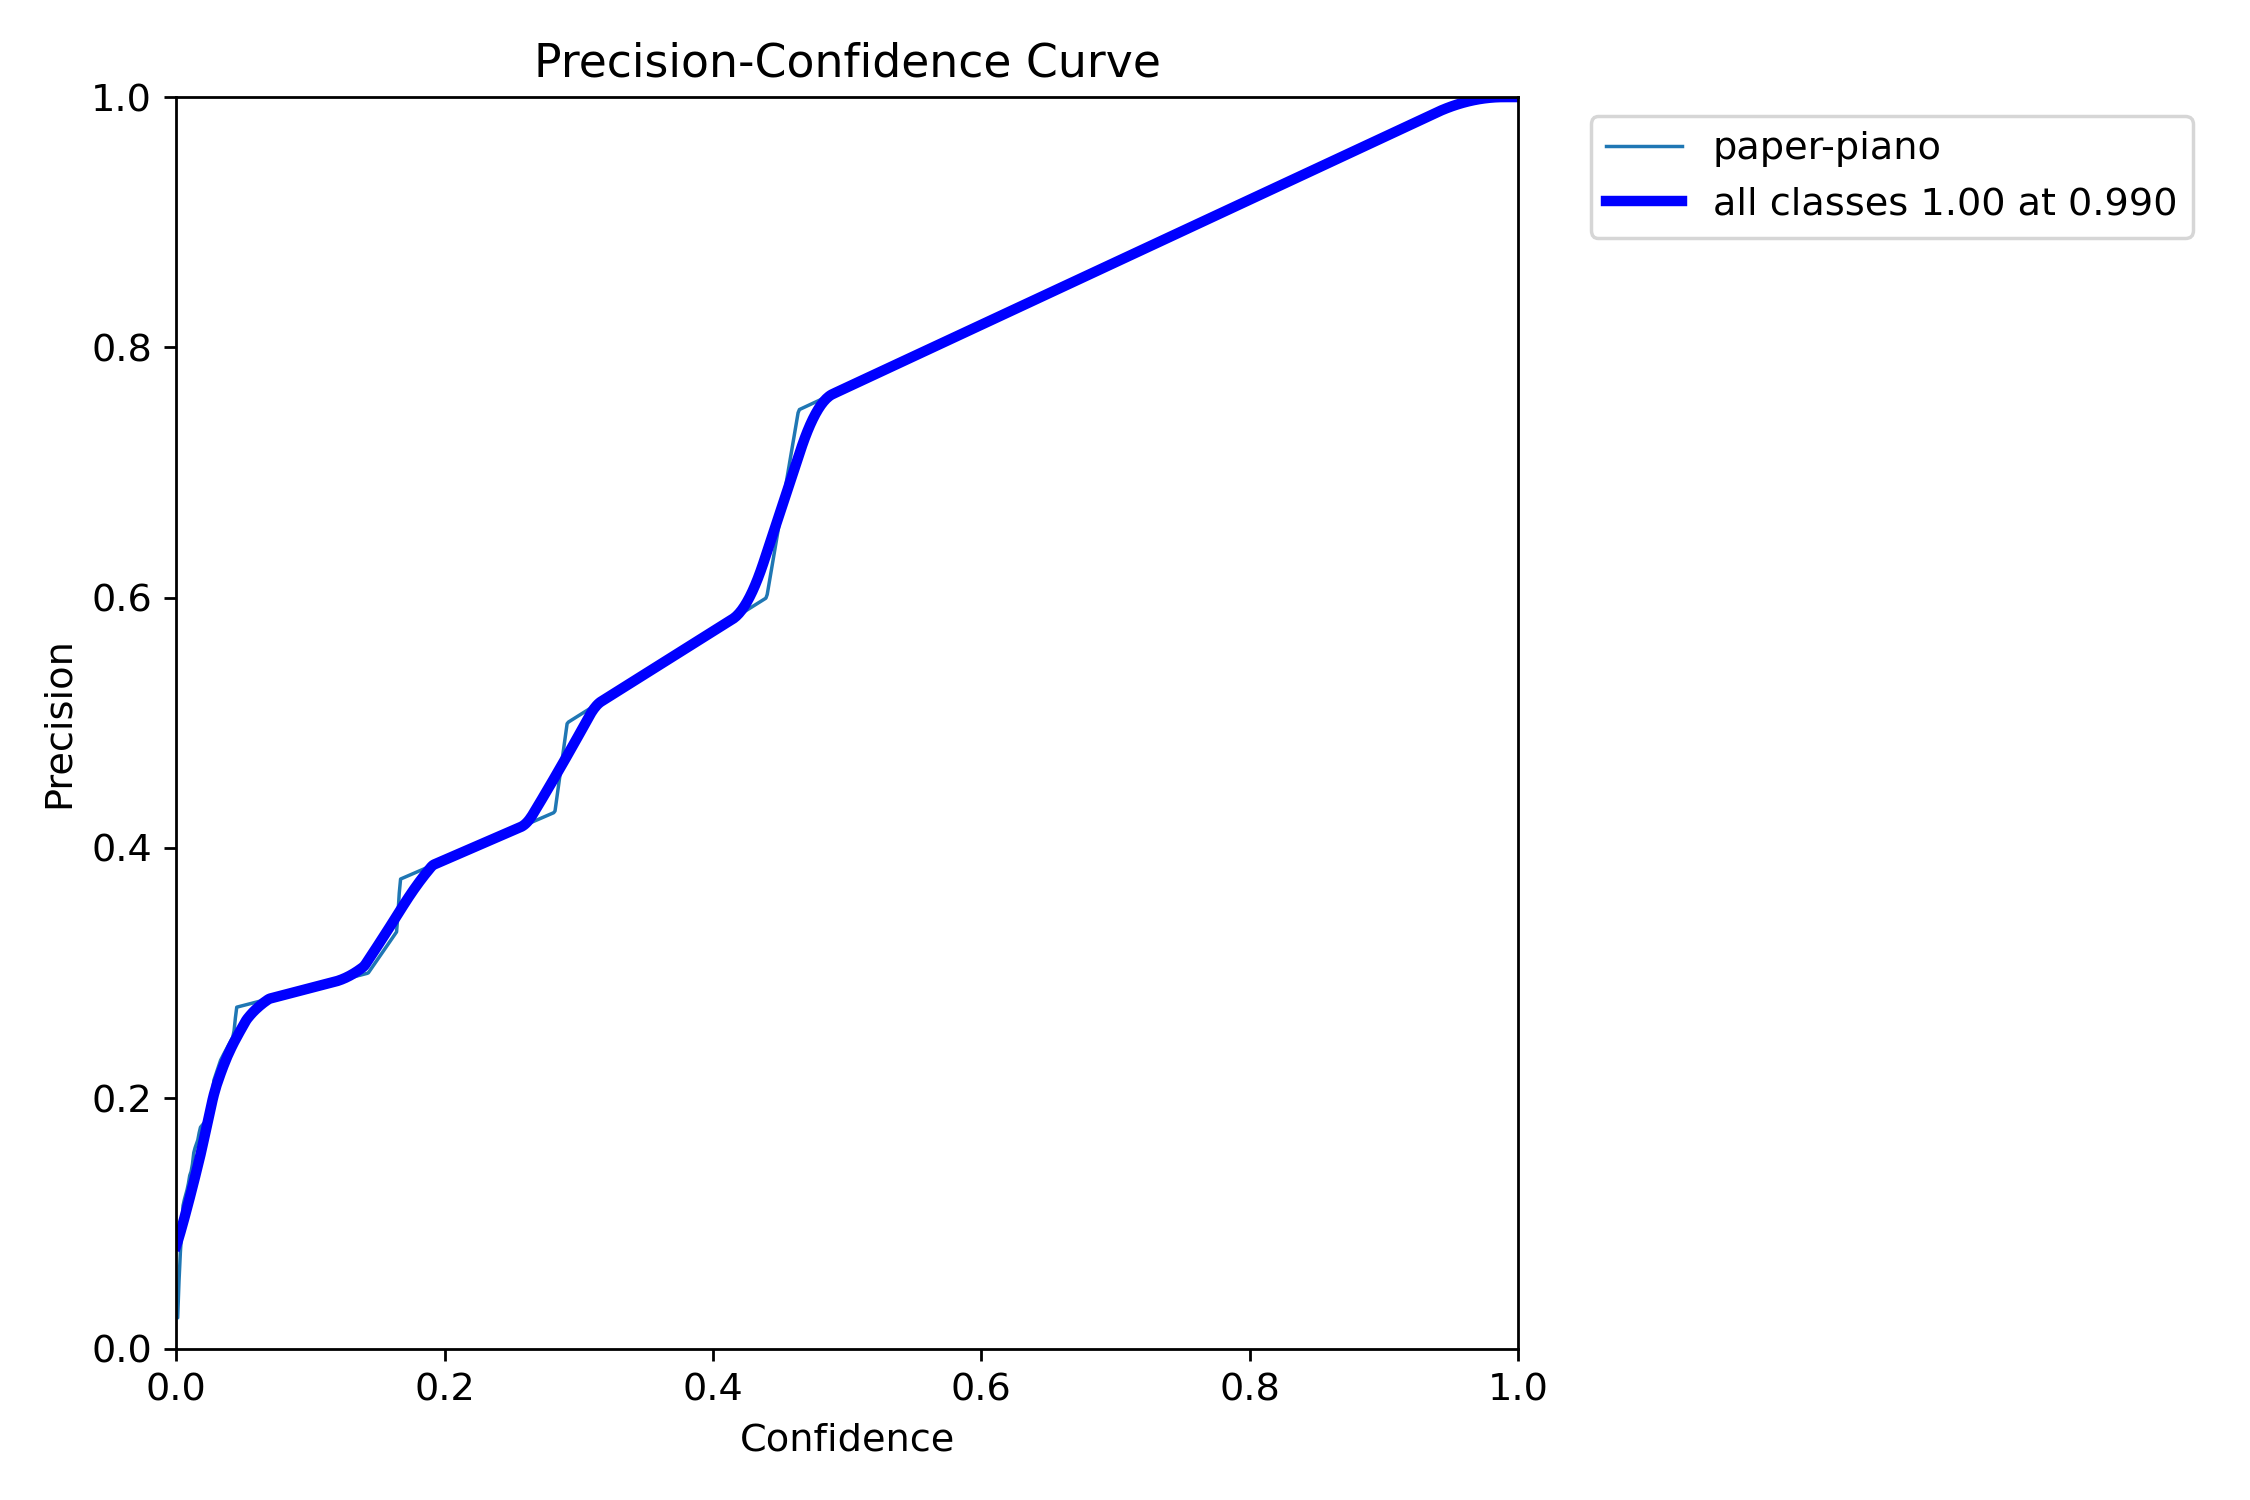 Precision-Confidence Curve
1.0
0.8
0.6
0.4
0.2
0.0
Precision
0.0 0.2 0.4 0.6 0.8 1.0
Confidence
paper-piano
all classes 1.00 at 0.990